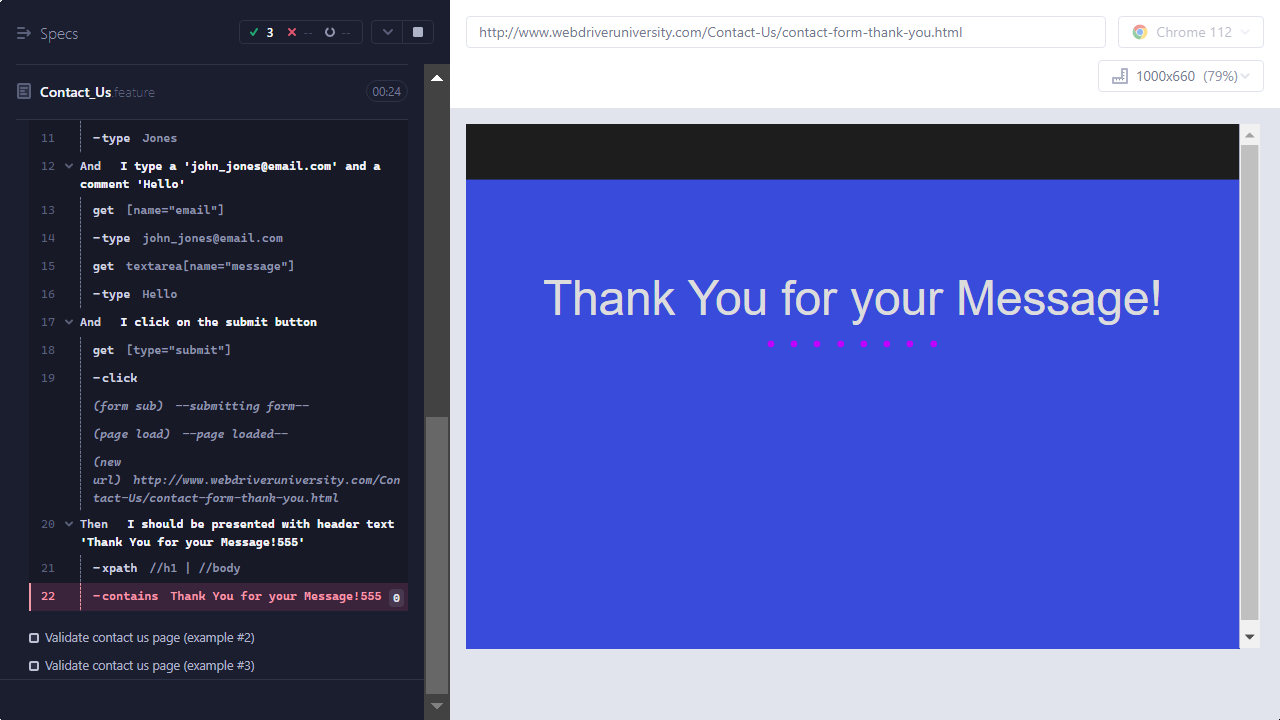 Specs
3
--
--
Contact_Us.feature
00:24
11 -type Jones
12 And I type a 'john_jones@email.com' and a
comment 'Hello'
13 get [name="email"]
14 -type john_jones@email.com
15 get textarea[name="message"]
16 -type Hello
17 And I click on the submit button
18 get [type="submit"]
19 -click
(form sub) --submitting form--
(page load) --page loaded--
(new
url) http://www.webdriveruniversity.com/Con
tact-Us/contact-form-thank-you.html
20 Then I should be presented with header text
'Thank You for your Message!555'
21 -xpath //h1 | //body
22 -contains Thank You for your Message!555 0
Validate contact us page (example #2)
Validate contact us page (example #3)
http://www.webdriveruniversity.com/Contact-Us/contact-form-thank-you.html
Chrome 112
1000x660 (79%)
Thank You for your Message!